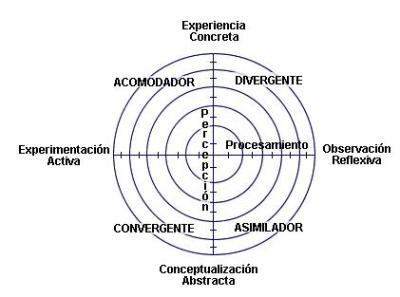 Experiencia
Concreta
ACOMODADOR
DIVERGENTE
Percepción
Procesamiento
Experimentación
Activa
Observación
Reflexiva
CONVERGENTE
ASIMILADOR
Conceptualización
Abstracta